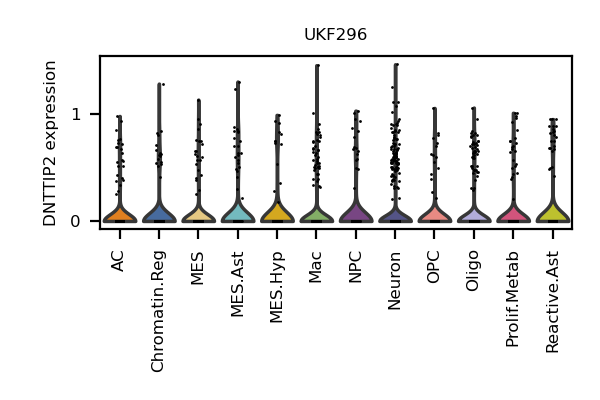 UKF296
DNTTIP2 expression
1
0
AC
Chromatin.Reg
MES
MES.Ast
MES.Hyp
Mac
NPC
Neuron
OPC
Oligo
Prolif.Metab
Reactive.Ast